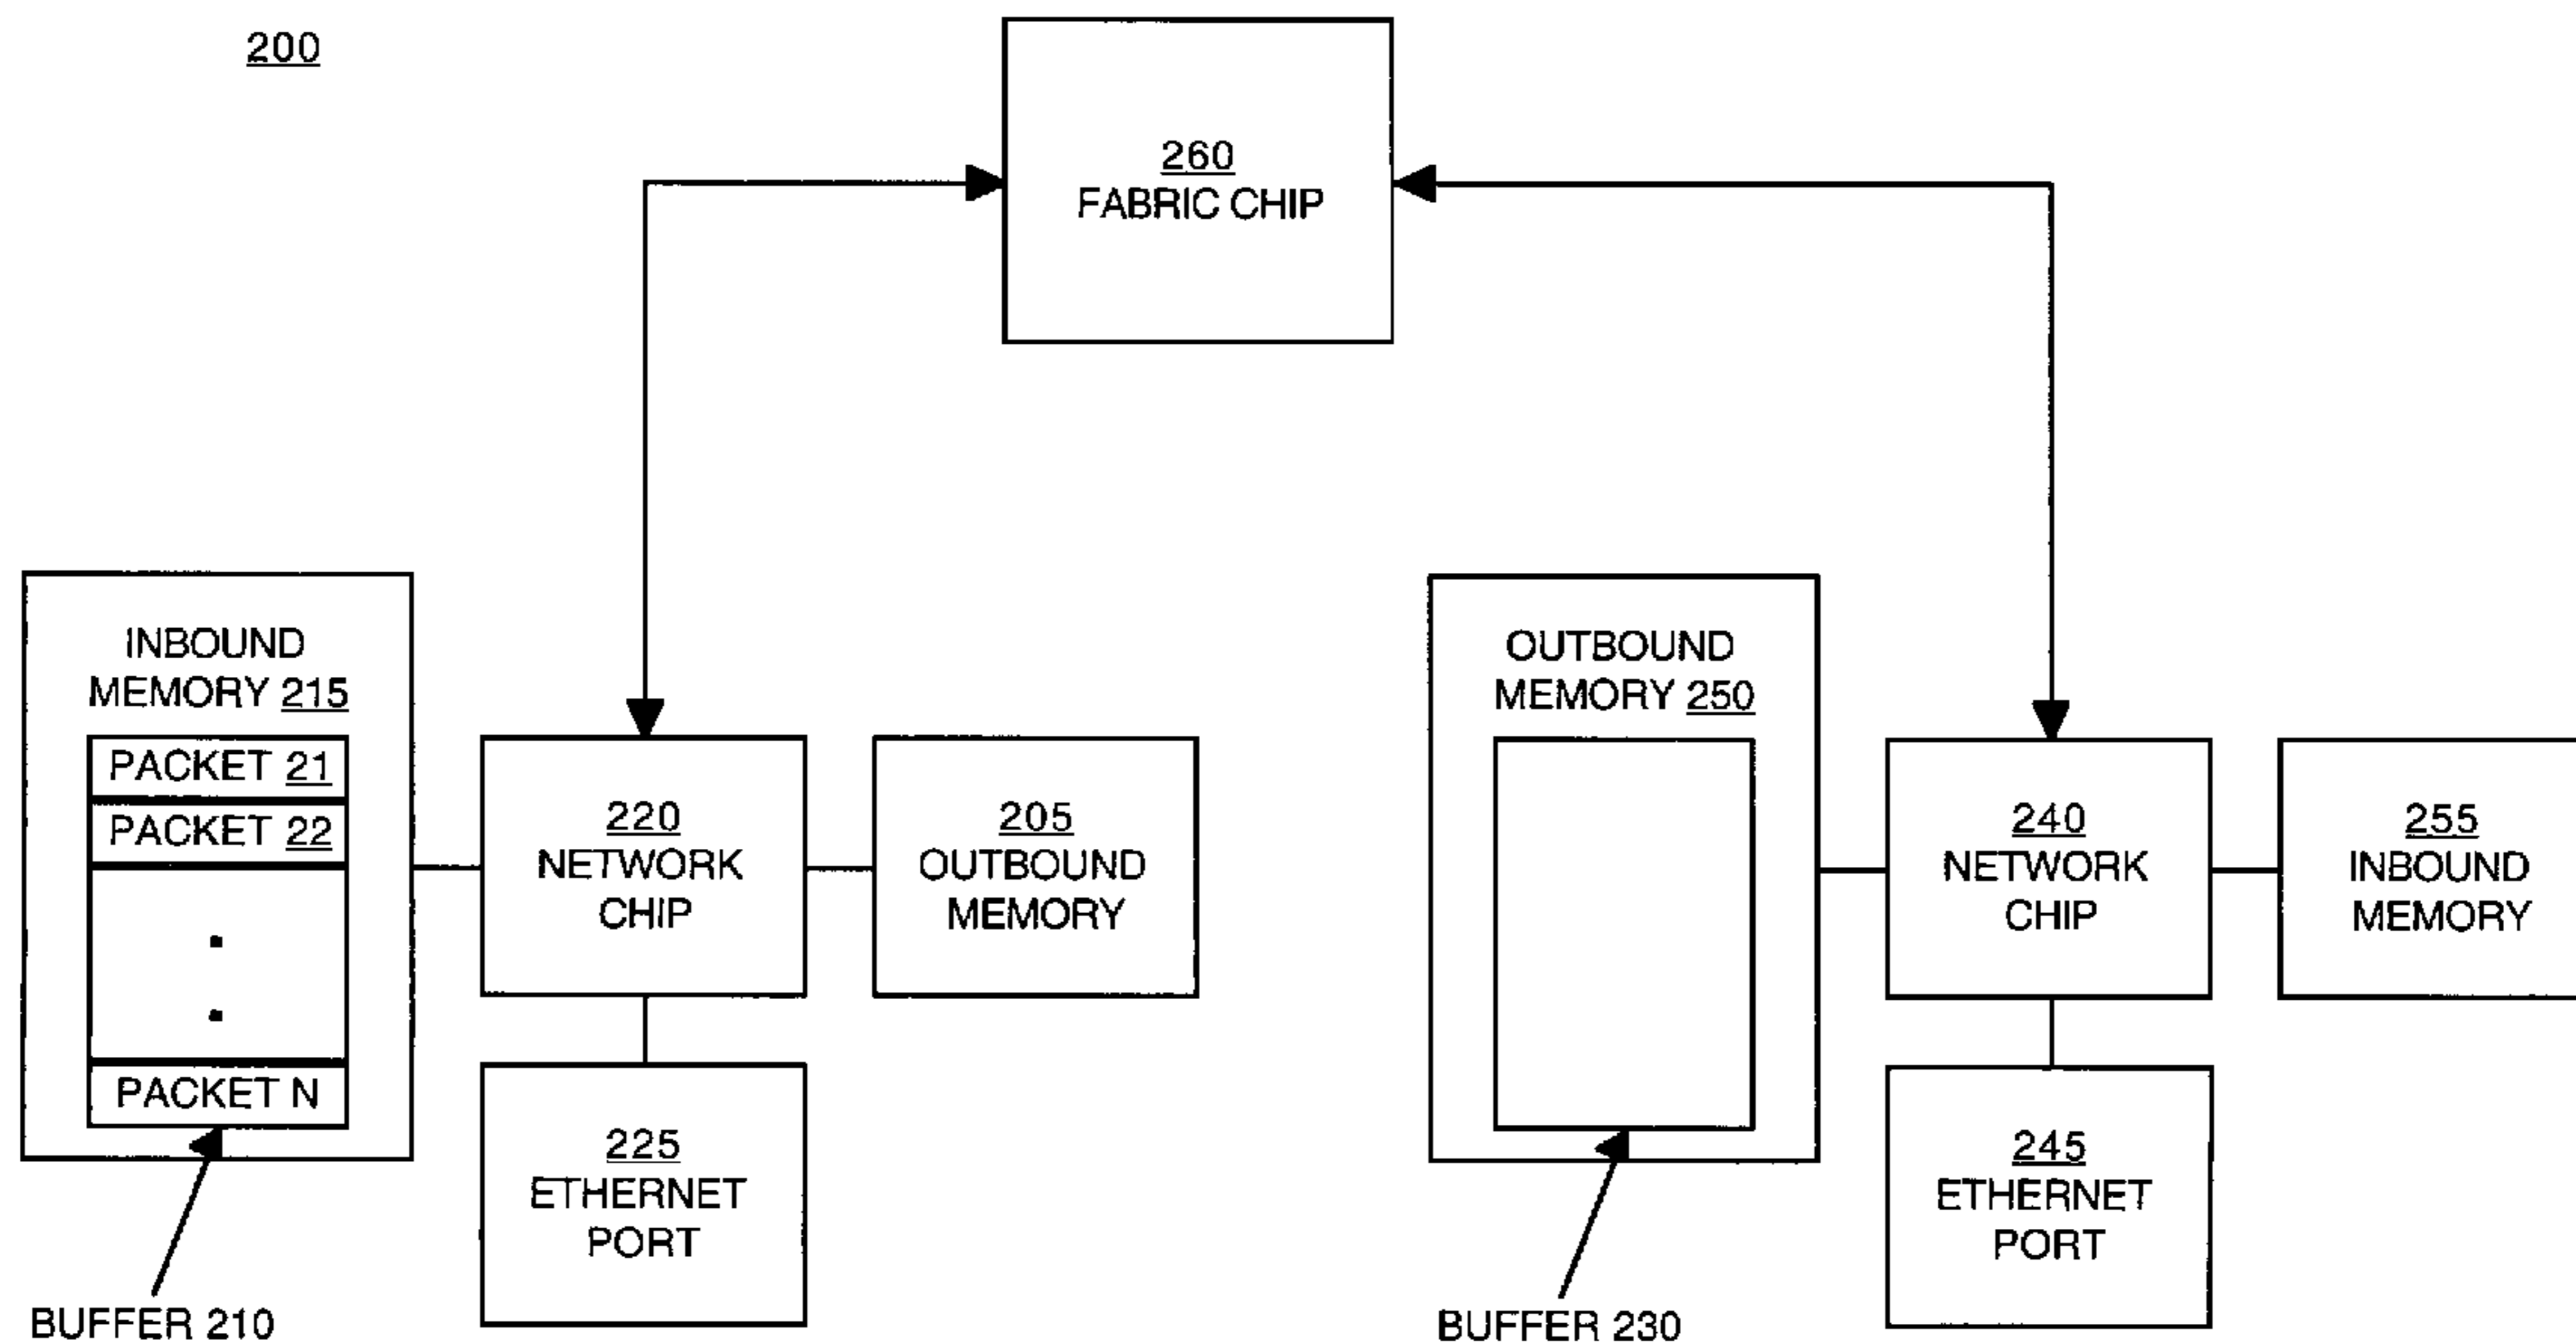 200
260
FABRIC CHIP
INBOUND
MEMORY 215
PACKET 21
PACKET 22
PACKET N
BUFFER 210
220
NETWORK
CHIP
205
OUTBOUND
MEMORY
225
ETHERNET
PORT
OUTBOUND
MEMORY 250
BUFFER 230
240
NETWORK
CHIP
255
INBOUND
MEMORY
245
ETHERNET
PORT